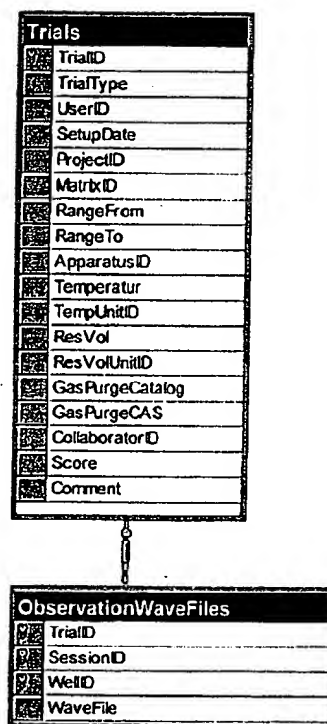 Trials
TrialID
TrialType
UserID
SetupDate
ProjectID
MatrixID
RangeFrom
RangeTo
ApparatusID
Temperatur
TempUnitID
ResVol
ResVolUnitID
GasPurgeCatalog
GasPurgeCAS
CollaboratorID
Score
Comment
ObservationWaveFiles
TrialID
SessionID
WellID
WaveFile